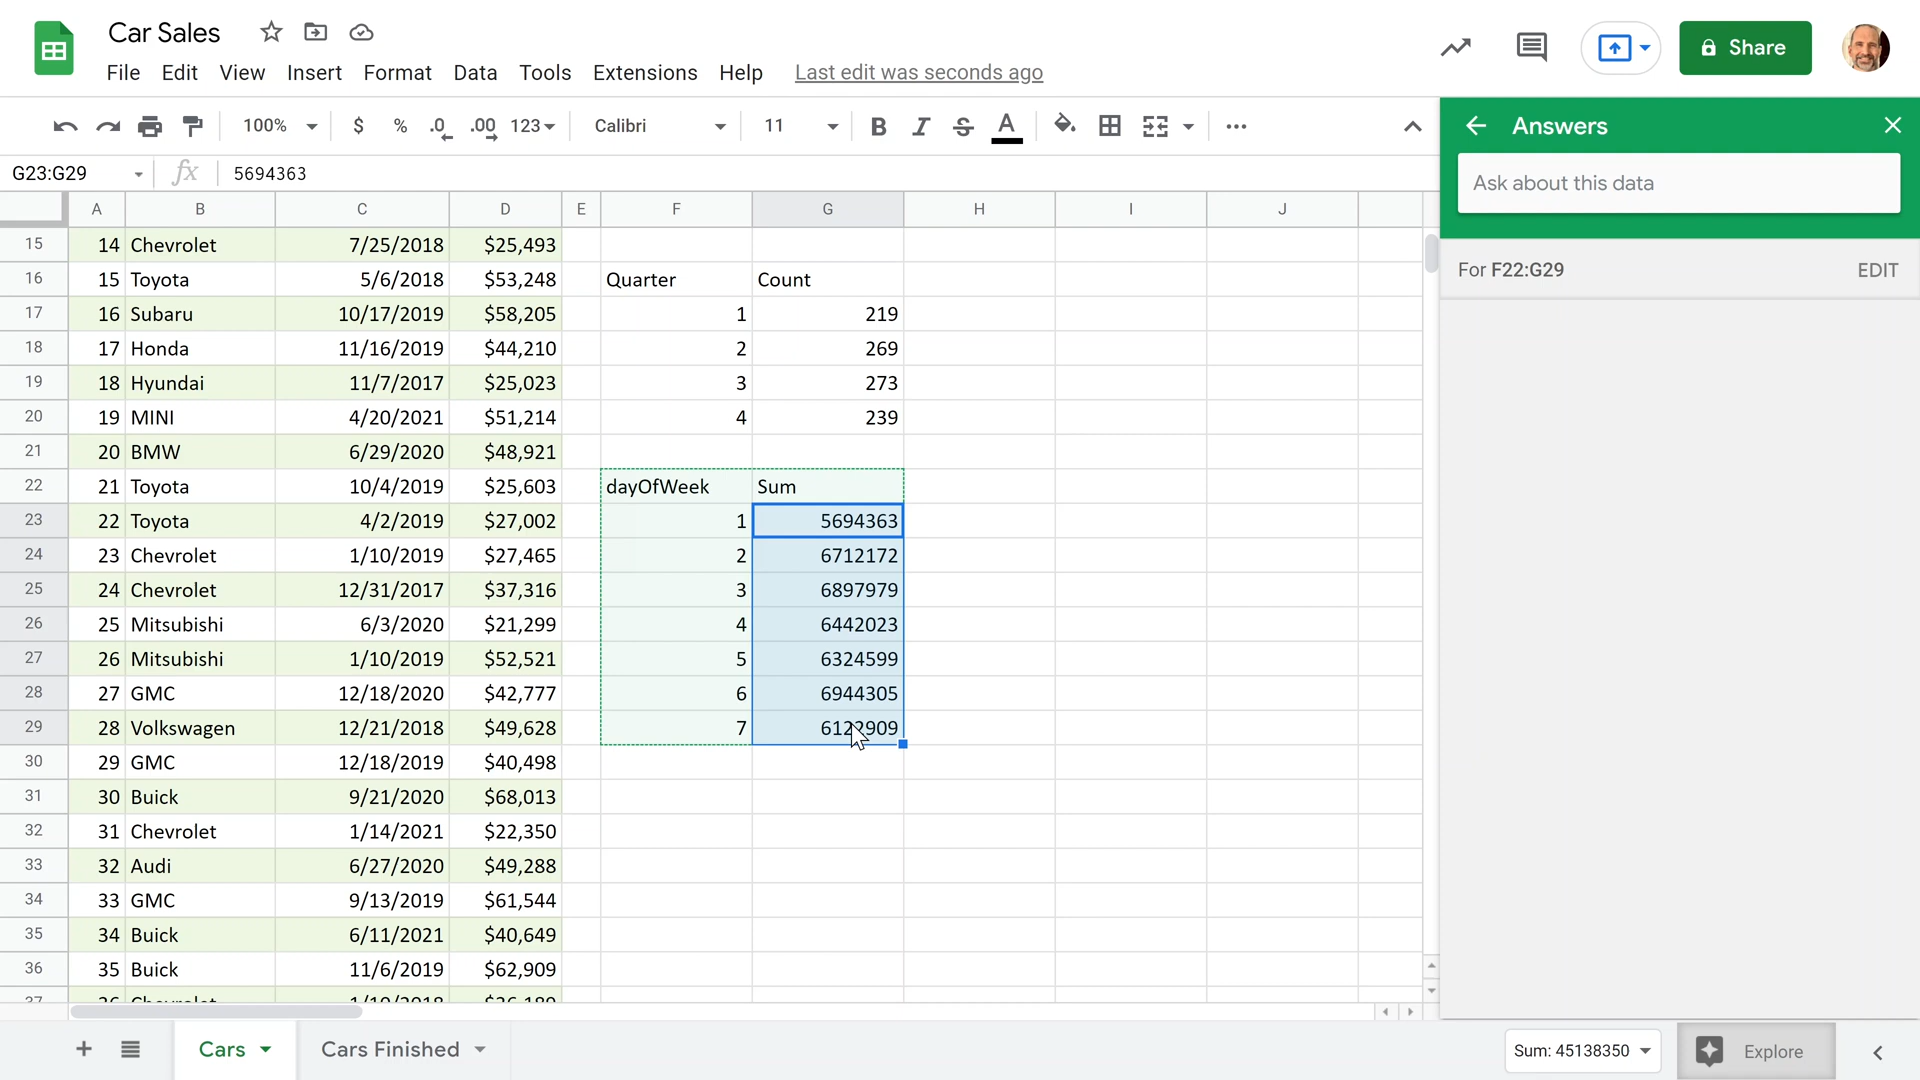 Car Sales
File Edit View Insert Format Data Tools Extensions Help Last edit was seconds ago
Share
100% $ % .0 .00 123 Calibri 11 B I S A
G23:G29 fx 5694363
Answers
Ask about this data
For F22:G29 EDIT
A B C D E F G H I J
15 14 Chevrolet 7/25/2018 $25,493
16 15 Toyota 5/6/2018 $53,248 Quarter Count
17 16 Subaru 10/17/2019 $58,205 1 219
18 17 Honda 11/16/2019 $44,210 2 269
19 18 Hyundai 11/7/2017 $25,023 3 273
20 19 MINI 4/20/2021 $51,214 4 239
21 20 BMW 6/29/2020 $48,921
22 21 Toyota 10/4/2019 $25,603 dayOfWeek Sum
23 22 Toyota 4/2/2019 $27,002 1 5694363
24 23 Chevrolet 1/10/2019 $27,465 2 6712172
25 24 Chevrolet 12/31/2017 $37,316 3 6897979
26 25 Mitsubishi 6/3/2020 $21,299 4 6442023
27 26 Mitsubishi 1/10/2019 $52,521 5 6324599
28 27 GMC 12/18/2020 $42,777 6 6944305
29 28 Volkswagen 12/21/2018 $49,628 7 6122909
30 29 GMC 12/18/2019 $40,498
31 30 Buick 9/21/2020 $68,013
32 31 Chevrolet 1/14/2021 $22,350
33 32 Audi 6/27/2020 $49,288
34 33 GMC 9/13/2019 $61,544
35 34 Buick 6/11/2021 $40,649
36 35 Buick 11/6/2019 $62,909
Cars Cars Finished Sum: 45138350 Explore